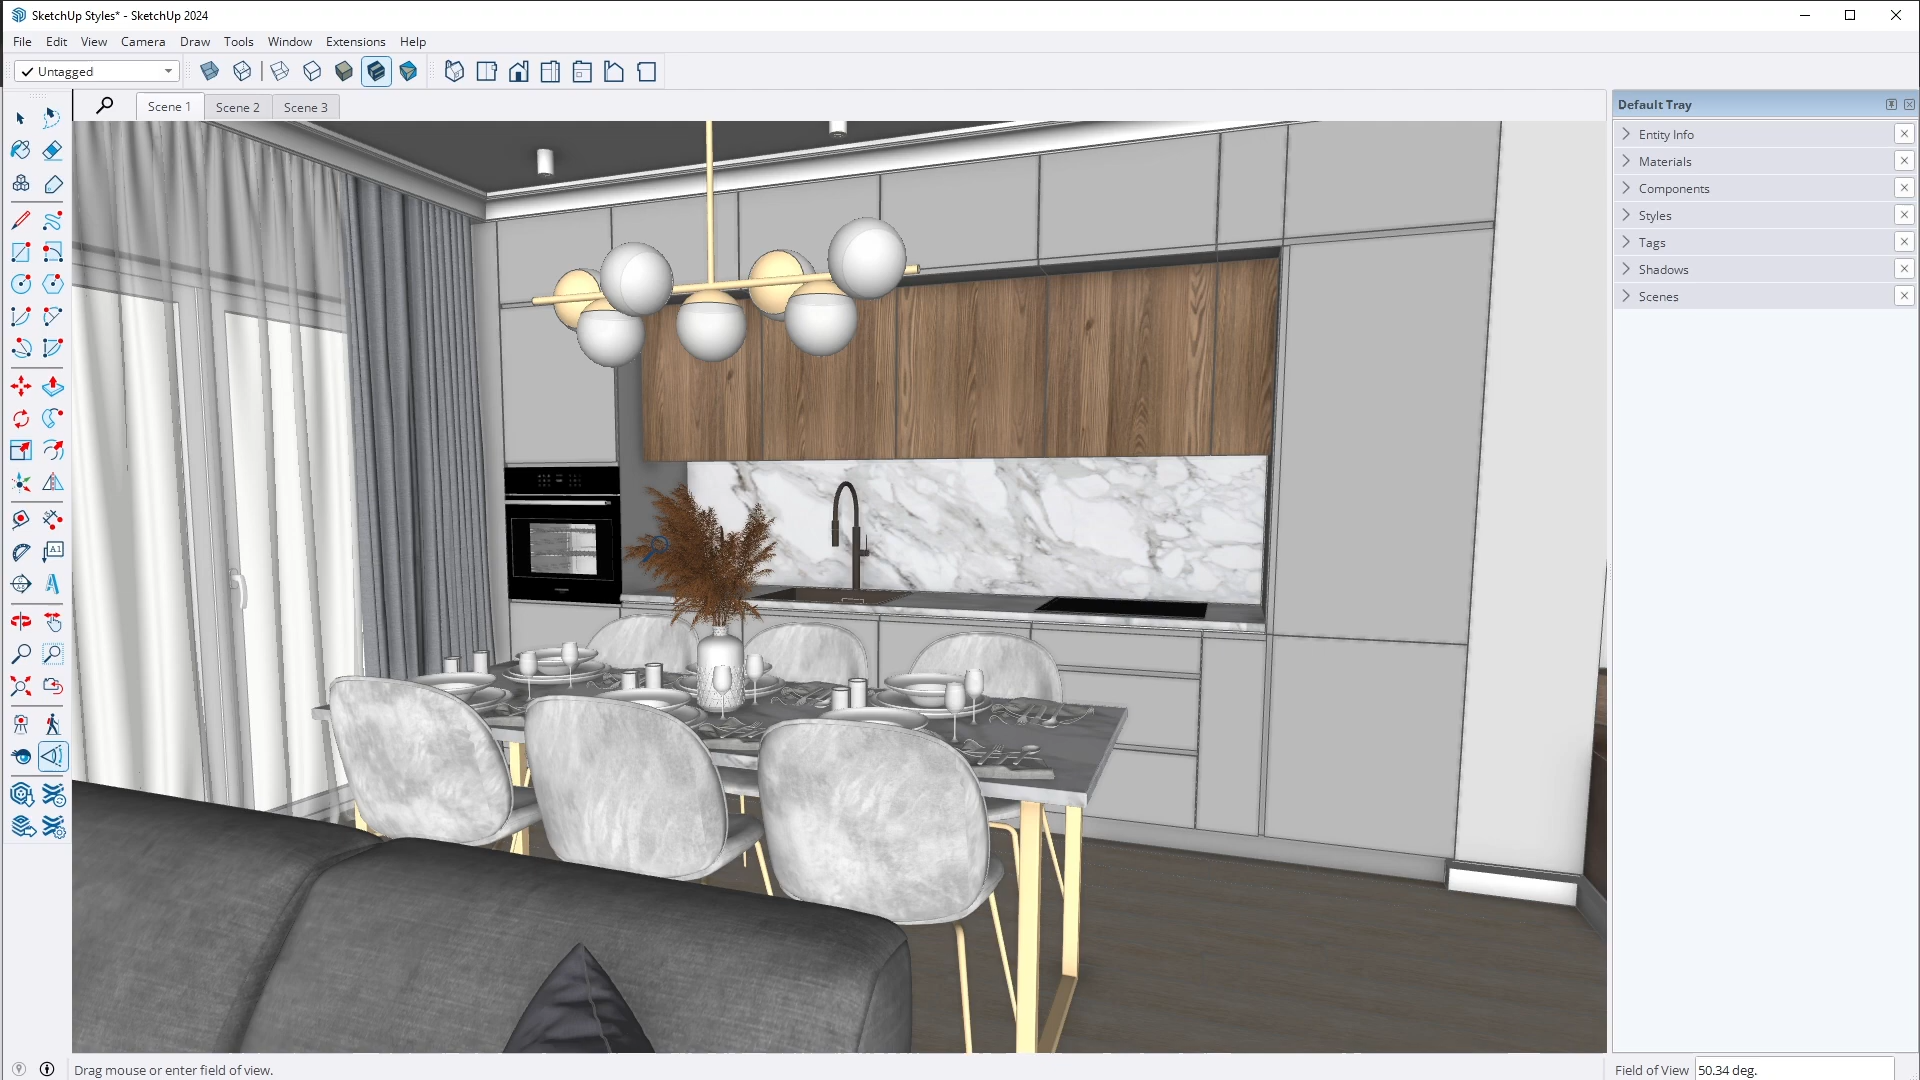 SketchUp Styles* - SketchUp 2024
File Edit View Camera Draw Tools Window Extensions Help
Untagged
Scene 1 Scene 2 Scene 3
Default Tray
Entity Info
Materials
Components
Styles
Tags
Shadows
Scenes
A1
Drag mouse or enter field of view.
Field of View 50.34 deg.